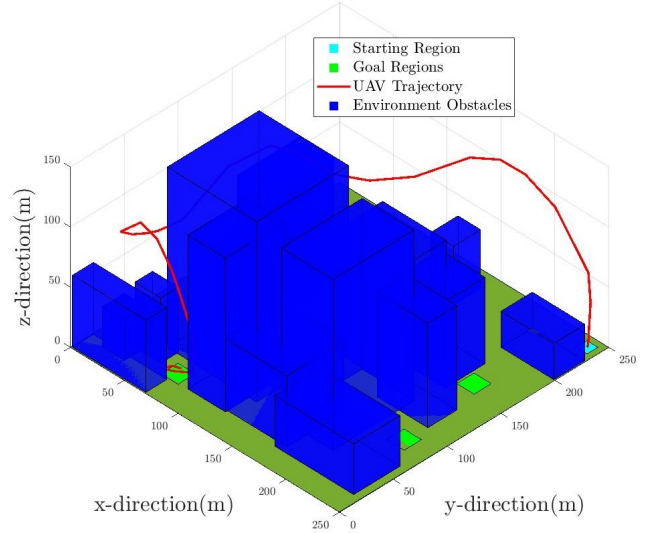 Starting Region
Goal Regions
UAV Trajectory
Environment Obstacles
150
100
50
0
z-direction(m)
0
50
100
150
200
250
x-direction(m)
0
50
100
150
200
250
y-direction(m)